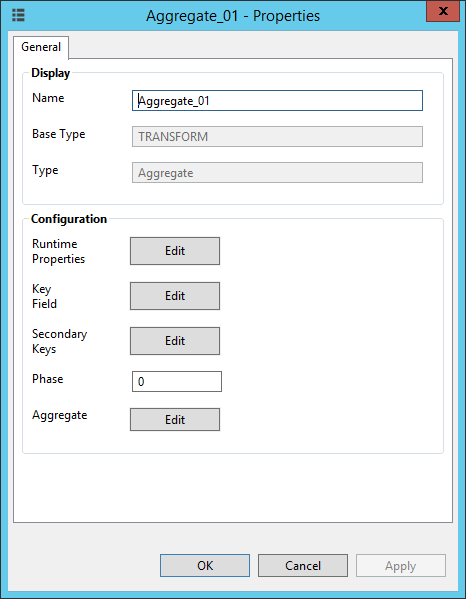 Aggregate_01 - Properties
x
General
Display
Name Aggregate_01
Base Type TRANSFORM
Type Aggregate
Configuration
Runtime
Properties Edit
Key
Field Edit
Secondary
Keys Edit
Phase 0
Aggregate Edit
OK Cancel Apply